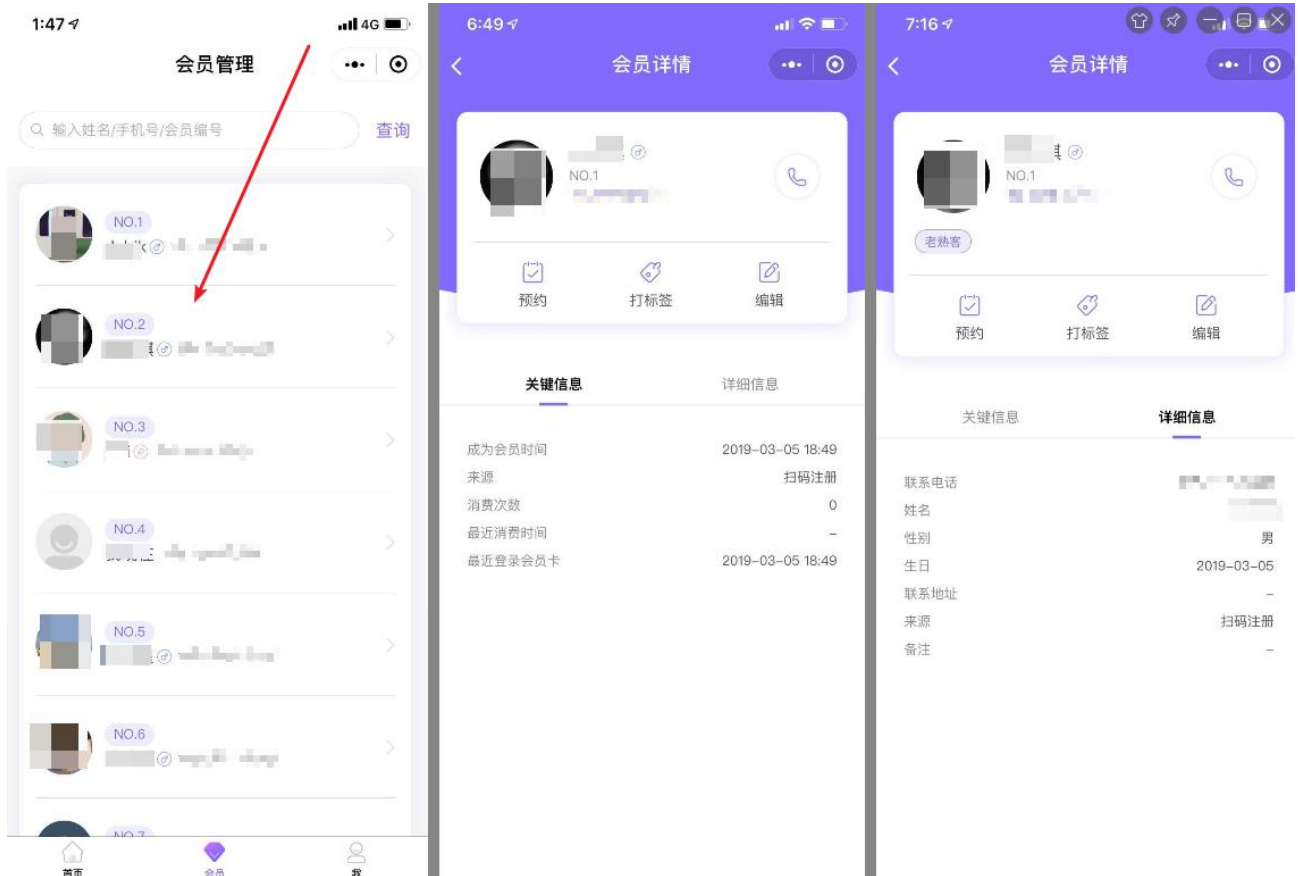 1:47
4G
会员管理
输入姓名/手机号/会员编号
查询
NO.1
NO.2
NO.3
NO.4
NO.5
NO.6
NO.7
首页
会员
我
6:49
会员详情
NO.1
预约
打标签
编辑
关键信息
详细信息
成为会员时间
2019-03-05 18:49
来源
扫码注册
消费次数
0
最近消费时间
-
最近登录会员卡
2019-03-05 18:49
7:16
会员详情
琪
NO.1
老熟客
预约
打标签
编辑
关键信息
详细信息
联系电话
姓名
性别
男
生日
2019-03-05
联系地址
-
来源
扫码注册
备注
-